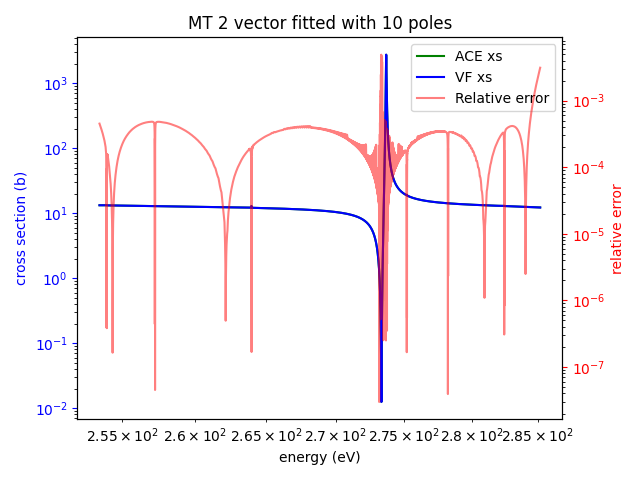 MT 2 vector fitted with 10 poles
ACE xs
VF xs
Relative error
cross section (b)
10³
10²
10¹
10⁰
10⁻¹
10⁻²
10⁻³
10⁻⁴
10⁻⁵
10⁻⁶
10⁻⁷
relative error
2.55 × 10² 2.6 × 10² 2.65 × 10² 2.7 × 10² 2.75 × 10² 2.8 × 10² 2.85 × 10²
energy (eV)